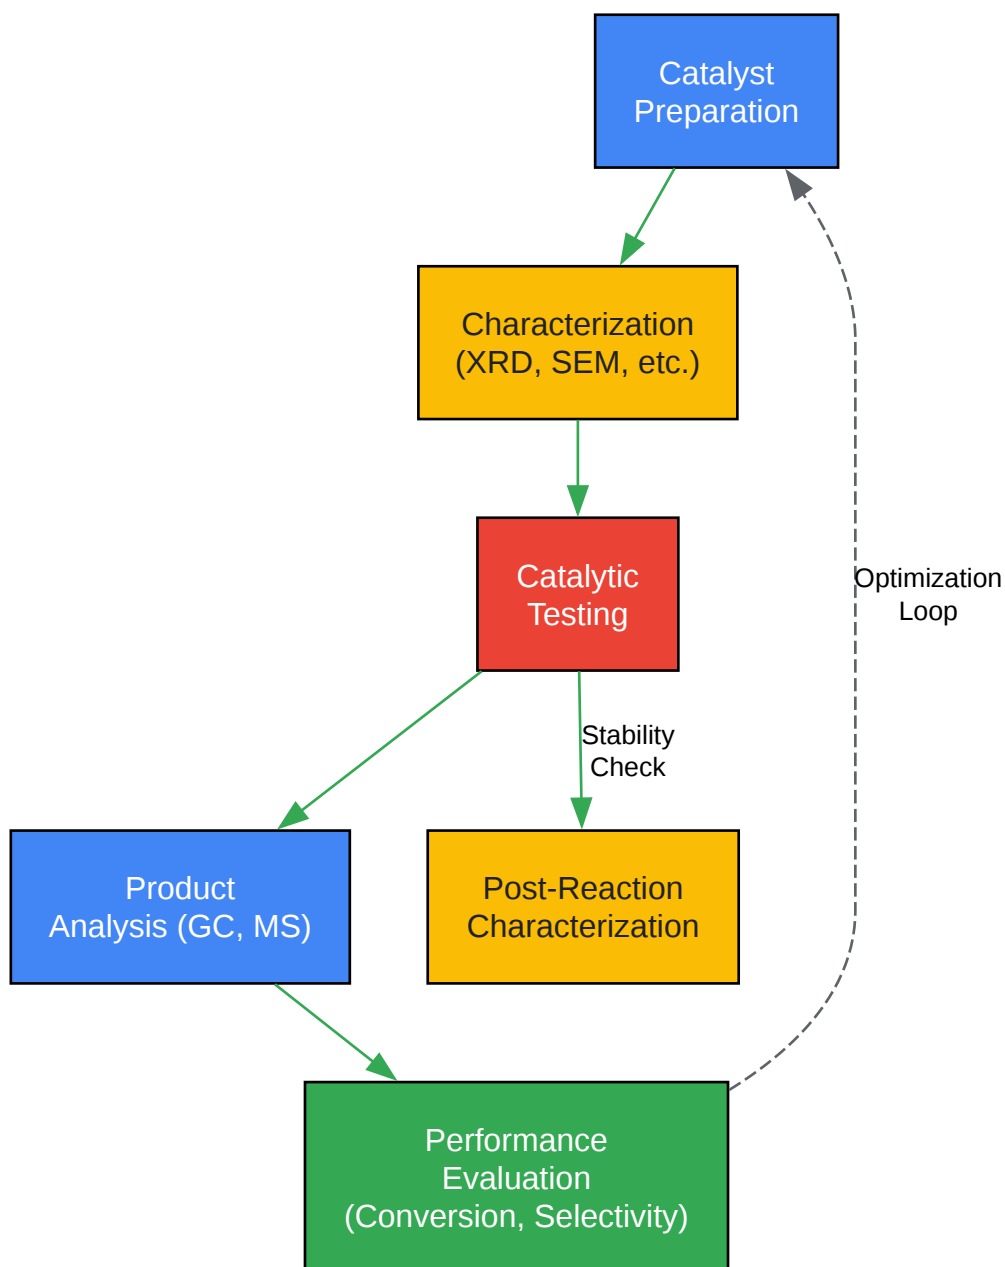 Catalyst
Preparation
Characterization
(XRD, SEM, etc.)
Catalytic
Testing
Optimization
Loop
Stability
Check
Product
Analysis (GC, MS)
Post-Reaction
Characterization
Performance
Evaluation
(Conversion, Selectivity)